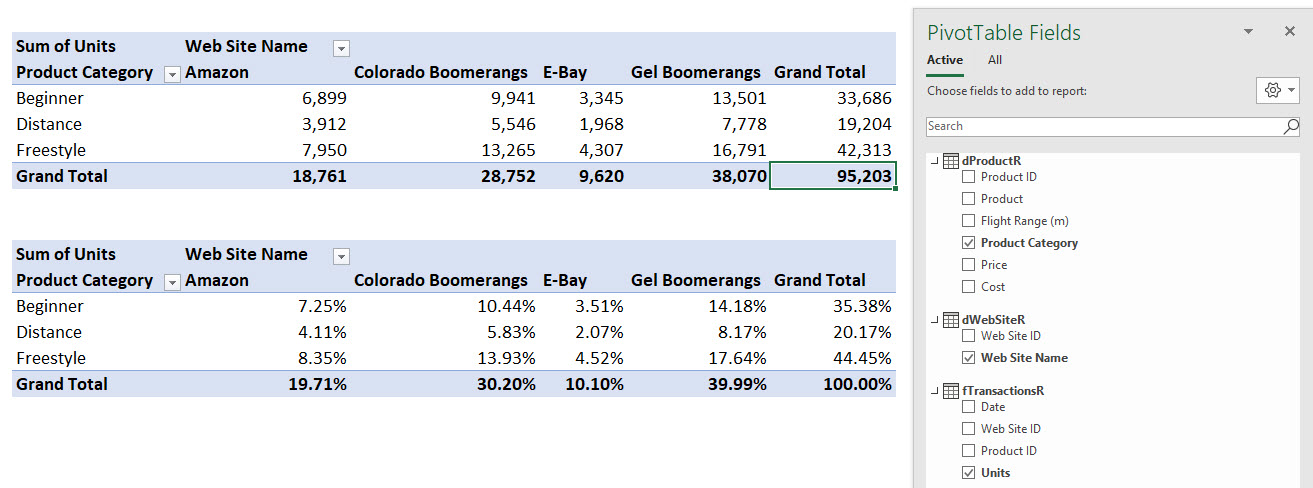 Sum of Units Web Site Name
Product Category Amazon Colorado Boomerangs E-Bay Gel Boomerangs Grand Total
Beginner 6,899 9,941 3,345 13,501 33,686
Distance 3,912 5,546 1,968 7,778 19,204
Freestyle 7,950 13,265 4,307 16,791 42,313
Grand Total 18,761 28,752 9,620 38,070 95,203
Sum of Units Web Site Name
Product Category Amazon Colorado Boomerangs E-Bay Gel Boomerangs Grand Total
Beginner 7.25% 10.44% 3.51% 14.18% 35.38%
Distance 4.11% 5.83% 2.07% 8.17% 20.17%
Freestyle 8.35% 13.93% 4.52% 17.64% 44.45%
Grand Total 19.71% 30.20% 10.10% 39.99% 100.00%
PivotTable Fields
Active All
Choose fields to add to report:
Search
dProductR
Product ID
Product
Flight Range (m)
Product Category
Price
Cost
dWebSiteR
Web Site ID
Web Site Name
fTransactionsR
Date
Web Site ID
Product ID
Units